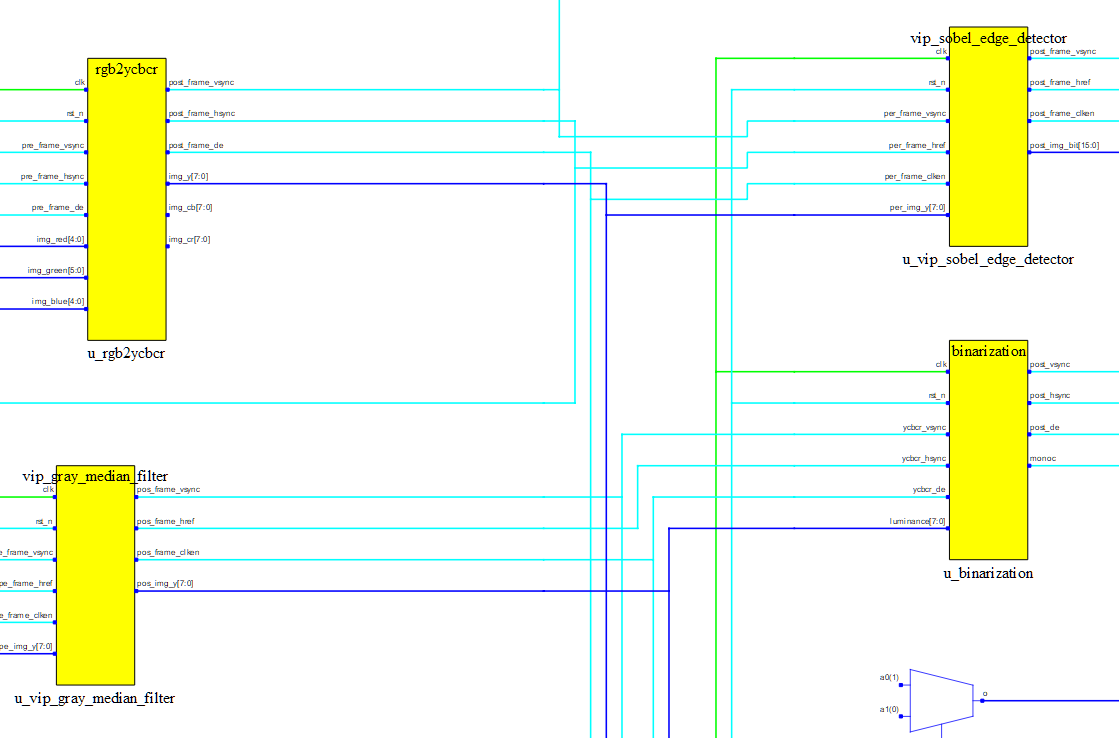 rgb2ycbcr
clk
rst_n
pre_frame_vsync
pre_frame_hsync
pre_frame_de
img_red[4:0]
img_green[5:0]
img_blue[4:0]
post_frame_vsync
post_frame_hsync
post_frame_de
img_y[7:0]
img_cb[7:0]
img_cr[7:0]
u_rgb2ycbcr
vip_sobel_edge_detector
clk
rst_n
per_frame_vsync
per_frame_href
per_frame_clken
per_img_y[7:0]
post_frame_vsync
post_frame_href
post_frame_clken
post_img_bit[15:0]
u_vip_sobel_edge_detector
binarization
clk
rst_n
ycbcr_vsync
ycbcr_hsync
ycbcr_de
luminance[7:0]
post_vsync
post_hsync
post_de
monoc
u_binarization
vip_gray_median_filter
clk
rst_n
e_frame_vsync
pe_frame_href
e_frame_clken
pe_img_y[7:0]
pos_frame_vsync
pos_frame_href
pos_frame_clken
pos_img_y[7:0]
u_vip_gray_median_filter
a0(1)
a1(0)
o